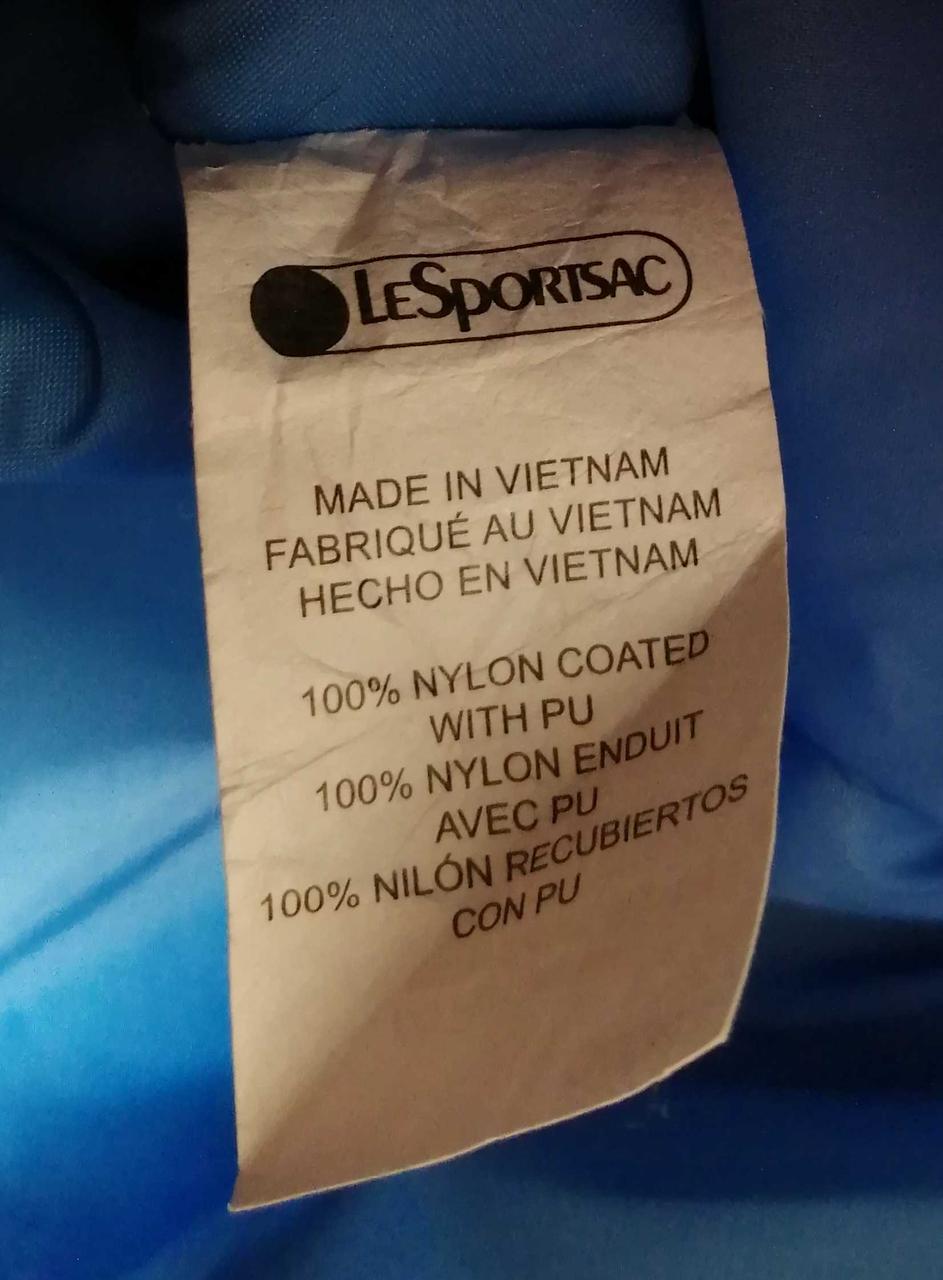 LESPORTSAC
MADE IN VIETNAM
FABRIQUÉ AU VIETNAM
HECHO EN VIETNAM
100% NYLON COATED
WITH PU
100% NYLON ENDUIT
AVEC PU
100% NILÓN RECUBIERTOS
CON PU